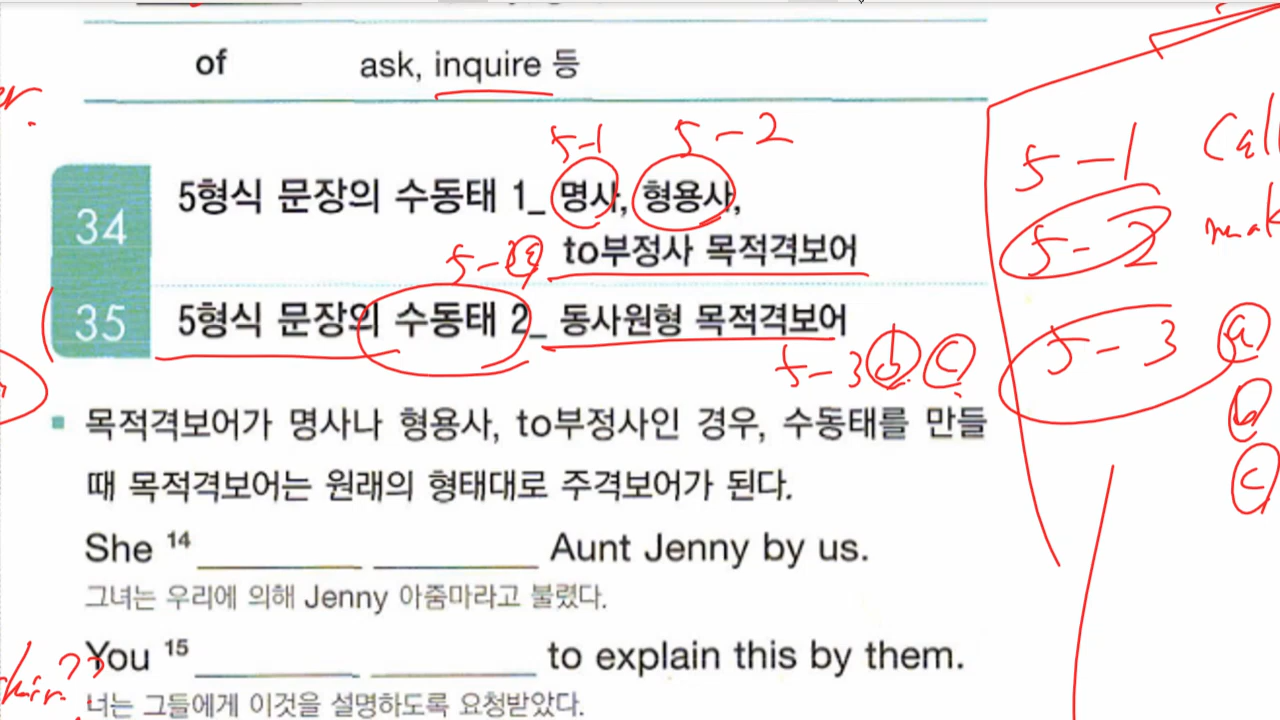 of ask, inquire 등
5-1 5-2
34 5형식 문장의 수동태 1_ 명사, 형용사,
to부정사 목적격보어
5-3ⓐ
35 5형식 문장의 수동태 2_ 동사원형 목적격보어
5-3ⓑⓒ
목적격보어가 명사나 형용사, to부정사인 경우, 수동태를 만들
때 목적격보어는 원래의 형태대로 주격보어가 된다.
She 14 ________ ________ Aunt Jenny by us.
그녀는 우리에 의해 Jenny 아줌마라고 불렸다.
You 15 ________ ________ to explain this by them.
너는 그들에게 이것을 설명하도록 요청받았다.
5-1 Call
5-2 mak
5-3 ⓐ
ⓑ
ⓒ